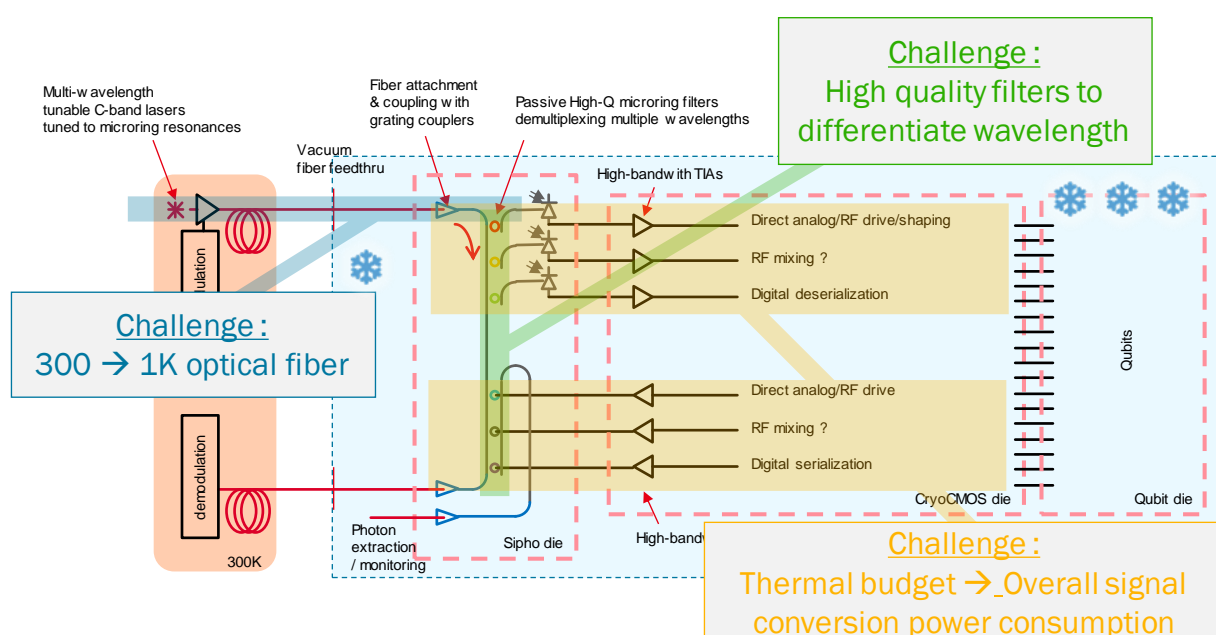 Challenge :
High quality filters to
differentiate wavelength
Multi-wavelength
tunable C-band lasers
tuned to microring resonances
Fiber attachment
& coupling with
grating couplers
Passive High-Q microring filters
demultiplexing multiple wavelengths
Vacuum
fiber feedthru
High-bandwith TIAs
Direct analog/RF drive/shaping
RF mixing ?
Digital deserialization
Challenge :
300 → 1K optical fiber
Qubits
Direct analog/RF drive
RF mixing ?
Digital serialization
demodulation
CryoCMOS die
Qubit die
Photon
extraction
/ monitoring
Sipho die
300K
Challenge :
Thermal budget → Overall signal
conversion power consumption